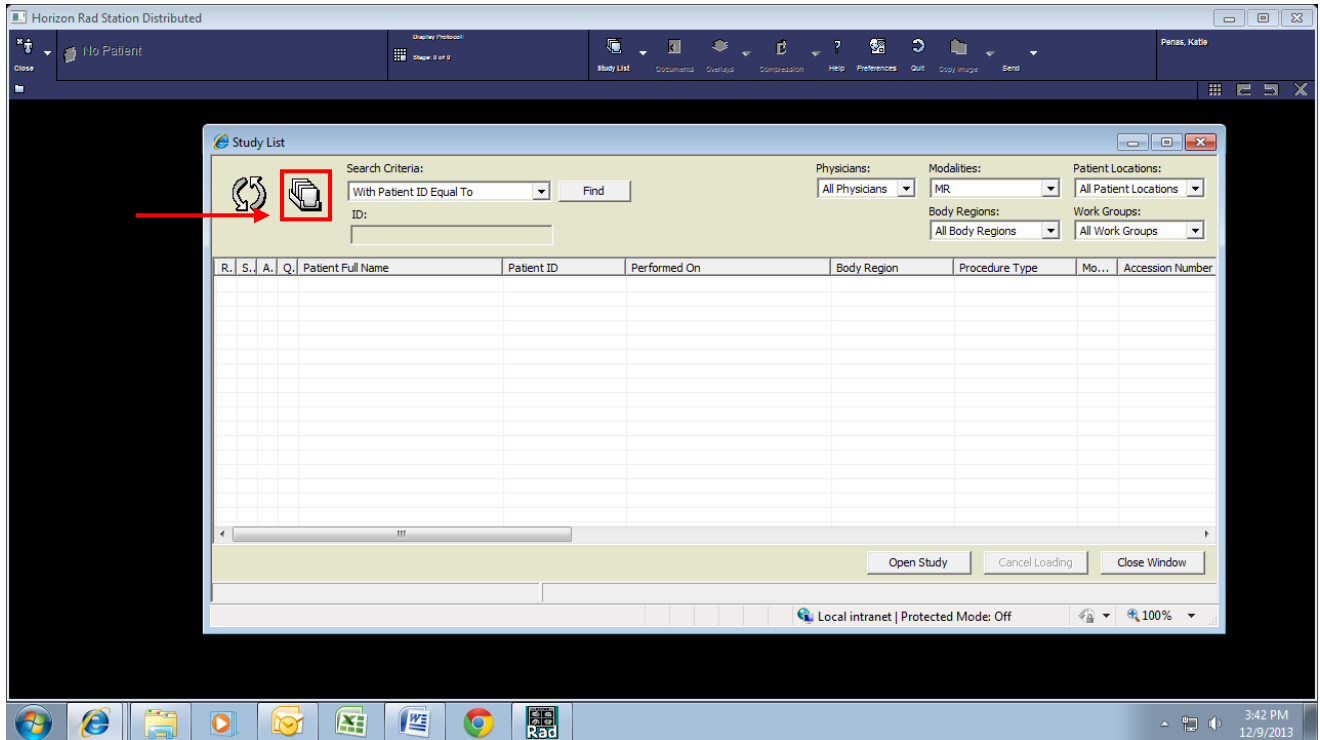 Horizon Rad Station Distributed
No Patient
Close
Display Protocol:
Stage: 0 of 0
Study List
Documents
Overlays
Compression
?
Help
Preferences
Quit
Copy Image
Send
Penas, Katie
Study List
Search Criteria:
With Patient ID Equal To
Find
ID:
Physicians:
All Physicians
Modalities:
MR
Patient Locations:
All Patient Locations
Body Regions:
All Body Regions
Work Groups:
All Work Groups
R. S.. A. Q. Patient Full Name Patient ID Performed On Body Region Procedure Type Mo... Accession Number
Open Study Cancel Loading Close Window
Local intranet | Protected Mode: Off 100%
Rad
3:42 PM
12/9/2013